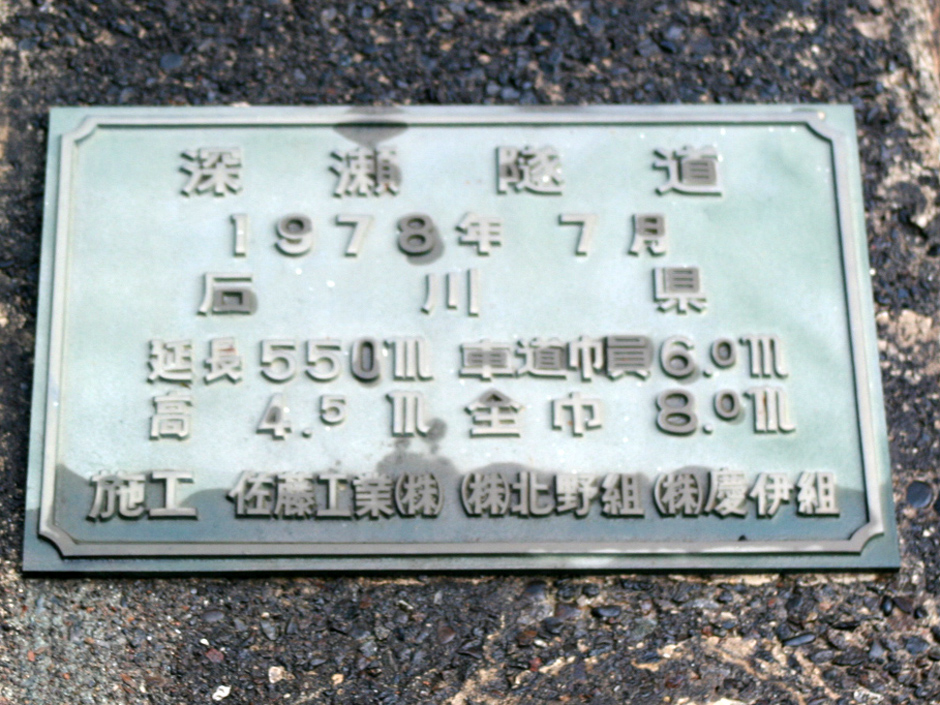 深瀬隧道
1978年7月
石川県
延長550m 車道巾員6.0m
高4.5m 全巾8.0m
施工 佐藤工業㈱ ㈱北野組 ㈱慶伊組